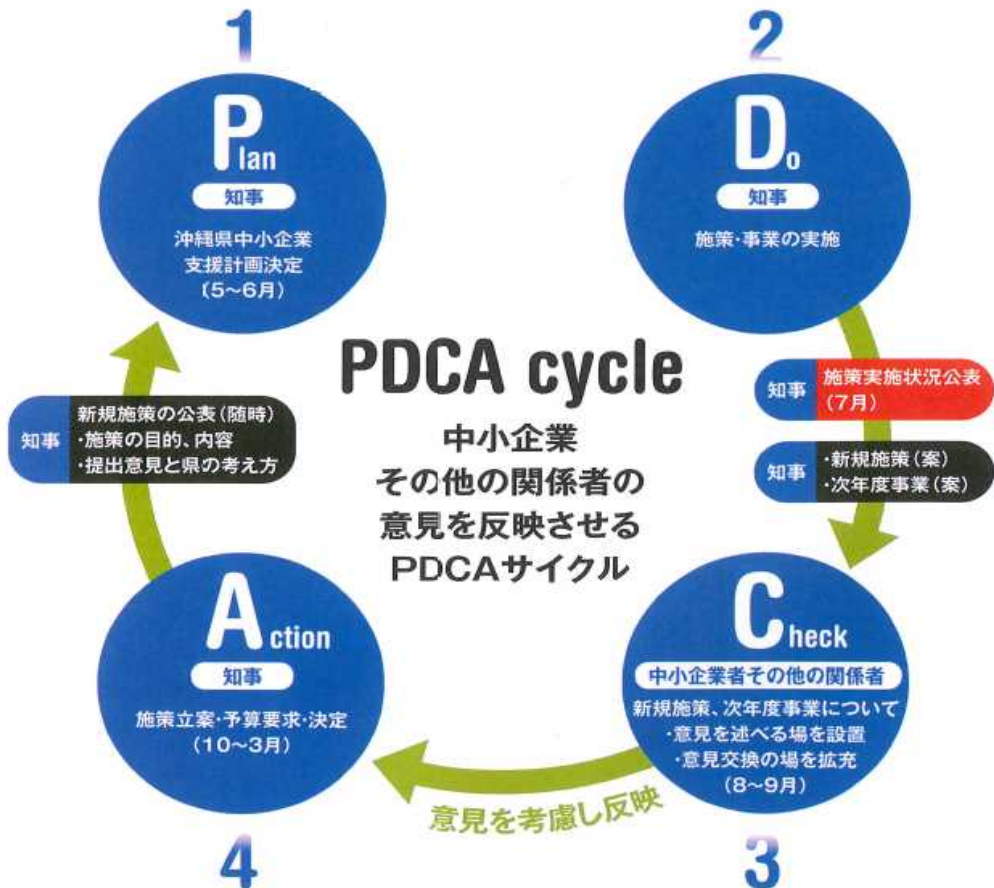 1
Plan
知事
沖縄県中小企業
支援計画決定
(5~6月)
2
Do
知事
施策・事業の実施
知事
施策実施状況公表
(7月)
知事
・新規施策(案)
・次年度事業(案)
PDCA cycle
中小企業
その他の関係者の
意見を反映させる
PDCAサイクル
知事
新規施策の公表(随時)
・施策の目的、内容
・提出意見と県の考え方
Check
中小企業者その他の関係者
新規施策、次年度事業について
・意見を述べる場を設置
・意見交換の場を拡充
(8~9月)
3
意見を考慮し反映
Action
知事
施策立案・予算要求・決定
(10~3月)
4